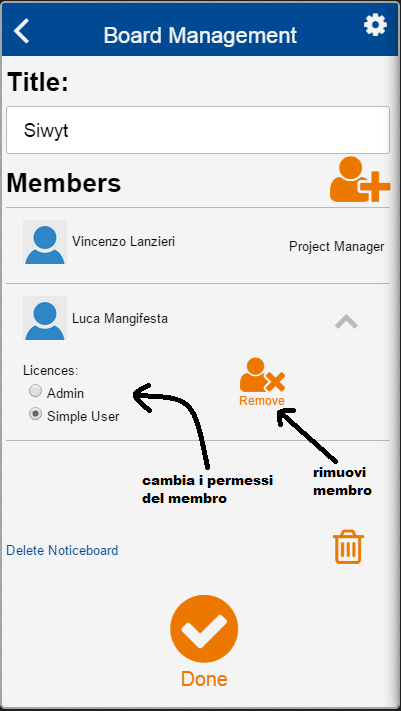 Board Management
Title:
Siwyt
Members
Vincenzo Lanzieri
Project Manager
Luca Mangifesta
Licences:
Admin
Simple User
Remove
cambia i permessi
del membro
rimuovi
membro
Delete Noticeboard
Done